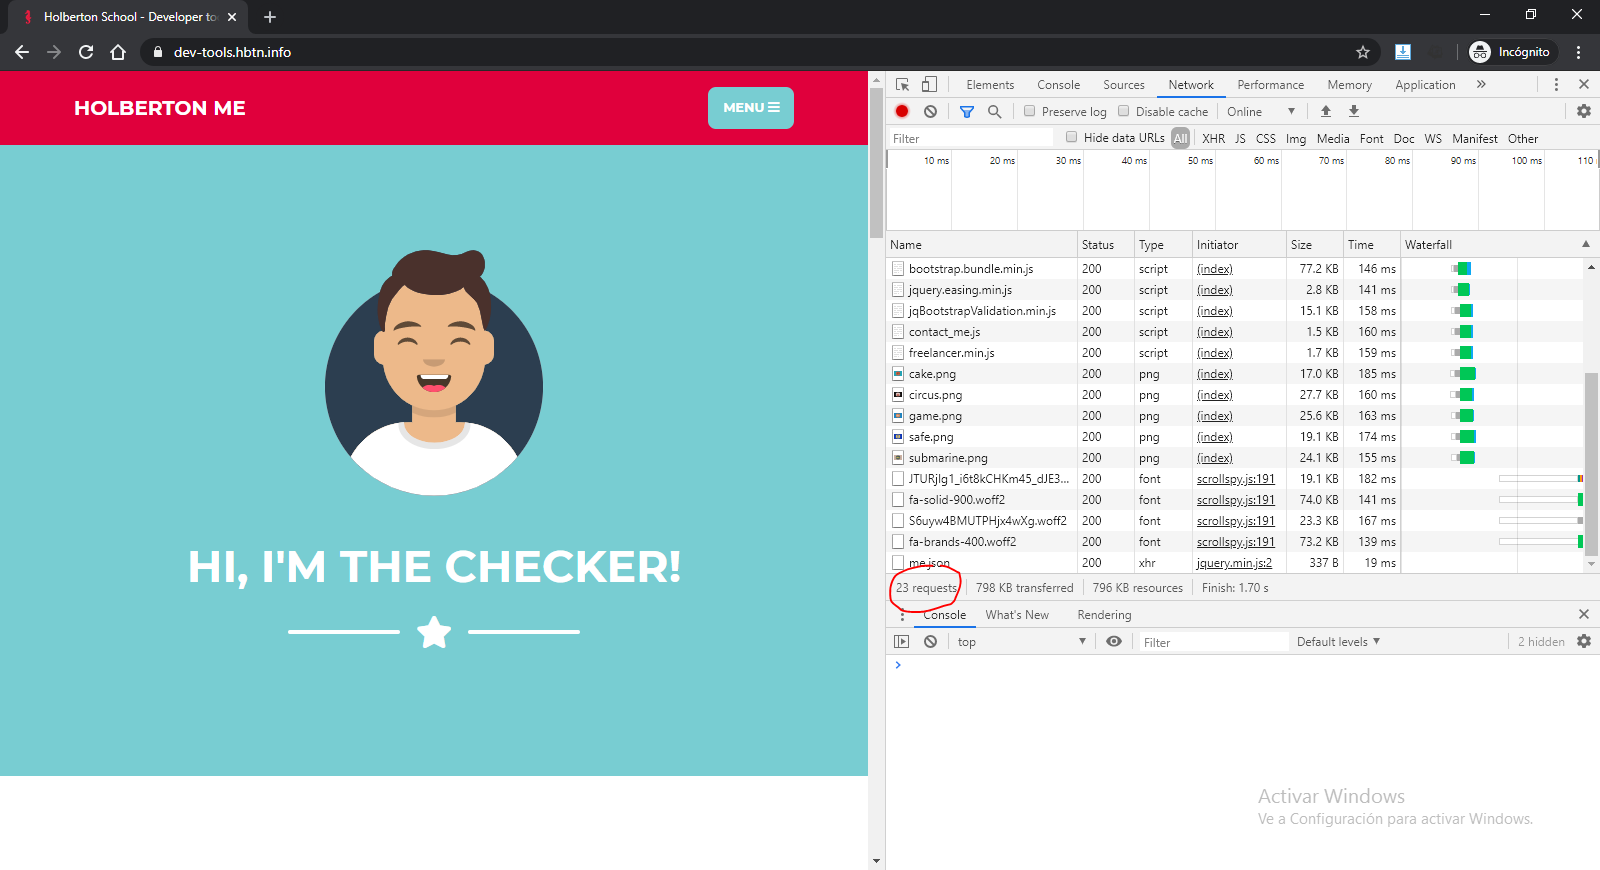 Holberton School - Developer to
dev-tools.hbtn.info
Incógnito
HOLBERTON ME
MENU
HI, I'M THE CHECKER!
Elements Console Sources Network Performance Memory Application
Preserve log Disable cache Online
Filter Hide data URLs All XHR JS CSS Img Media Font Doc WS Manifest Other
10 ms 20 ms 30 ms 40 ms 50 ms 60 ms 70 ms 80 ms 90 ms 100 ms 110
Name Status Type Initiator Size Time Waterfall
bootstrap.bundle.min.js 200 script (index) 77.2 KB 146 ms
jquery.easing.min.js 200 script (index) 2.8 KB 141 ms
jqBootstrapValidation.min.js 200 script (index) 15.1 KB 158 ms
contact_me.js 200 script (index) 1.5 KB 160 ms
freelancer.min.js 200 script (index) 1.7 KB 159 ms
cake.png 200 png (index) 17.0 KB 185 ms
circus.png 200 png (index) 27.7 KB 160 ms
game.png 200 png (index) 25.6 KB 163 ms
safe.png 200 png (index) 19.1 KB 174 ms
submarine.png 200 png (index) 24.1 KB 155 ms
JTURjIg1_i6t8kCHKm45_dJE3... 200 font scrollspy.js:191 19.1 KB 182 ms
fa-solid-900.woff2 200 font scrollspy.js:191 74.0 KB 141 ms
S6uyw4BMUTPHjx4wXg.woff2 200 font scrollspy.js:191 23.3 KB 167 ms
fa-brands-400.woff2 200 font scrollspy.js:191 73.2 KB 139 ms
me.json 200 xhr jquery.min.js:2 337 B 19 ms
23 requests 798 KB transferred 796 KB resources Finish: 1.70 s
Console What's New Rendering
top Filter Default levels 2 hidden
Activar Windows
Ve a Configuración para activar Windows.